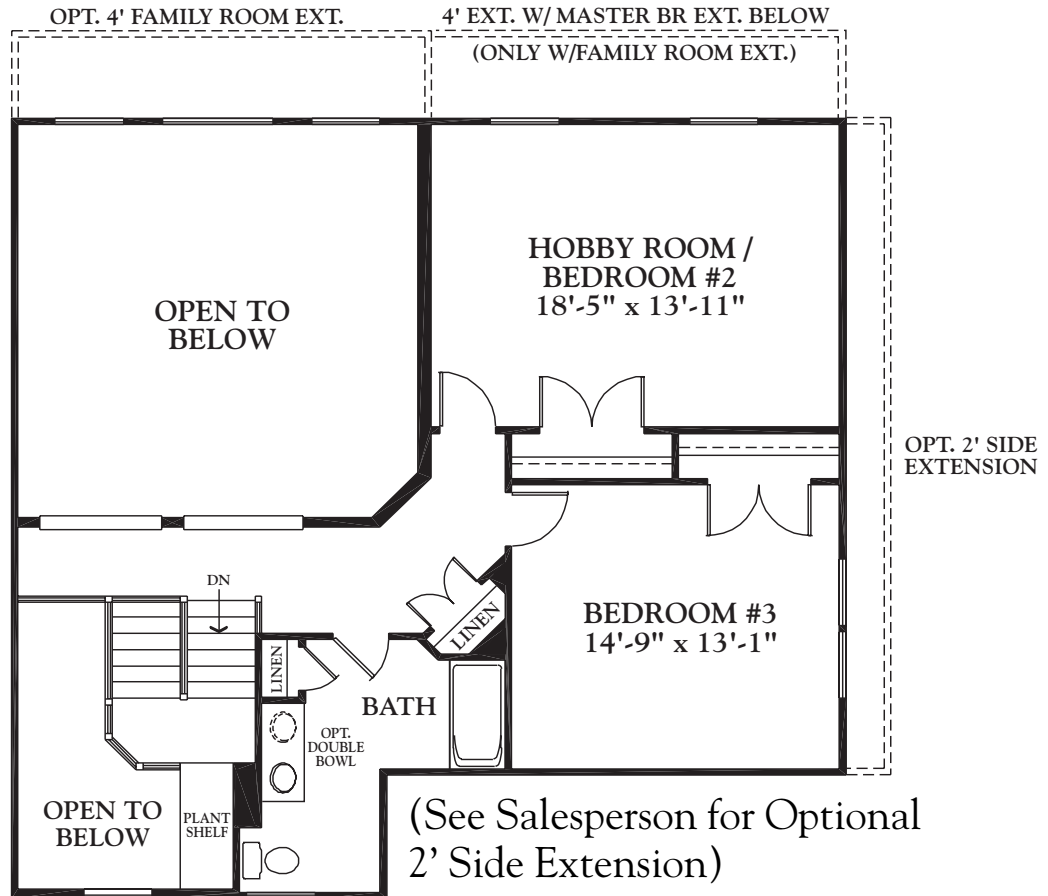 OPT. 4' FAMILY ROOM EXT.
4' EXT. W/ MASTER BR EXT. BELOW
(ONLY W/FAMILY ROOM EXT.)
HOBBY ROOM /
BEDROOM #2
18'-5" x 13'-11"
OPEN TO
BELOW
OPT. 2' SIDE
EXTENSION
DN
LINEN
BEDROOM #3
14'-9" x 13'-1"
LINEN
BATH
OPT.
DOUBLE
BOWL
OPEN TO
BELOW
PLANT
SHELF
(See Salesperson for Optional
2' Side Extension)